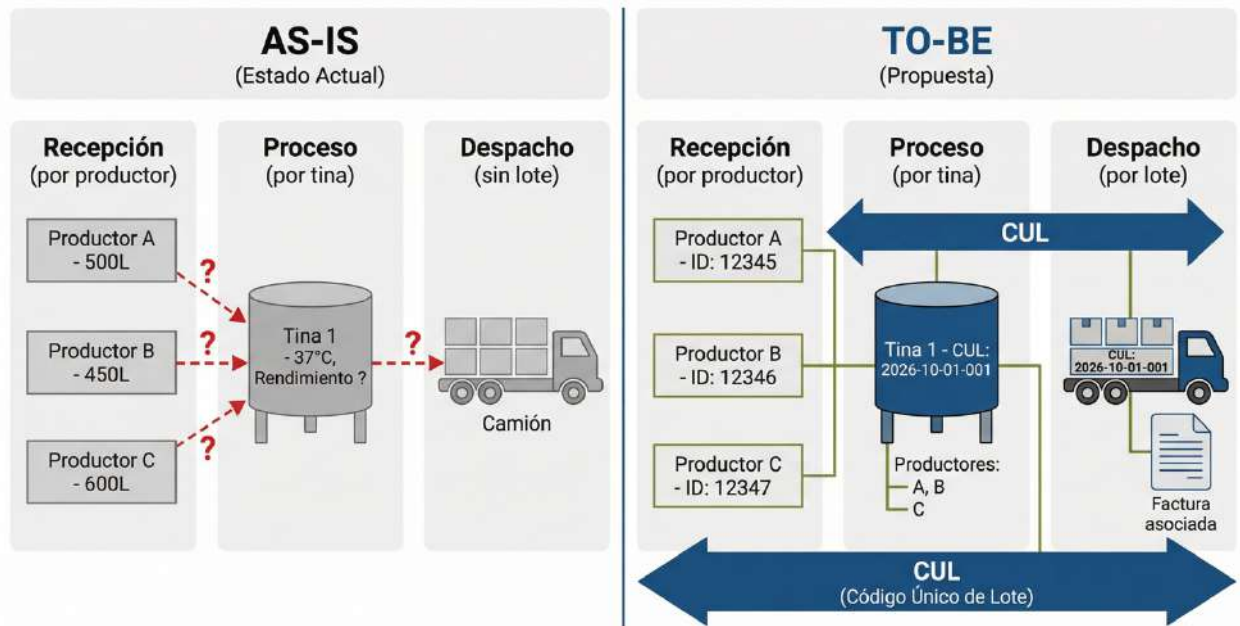 AS-IS
(Estado Actual)
Recepción
(por productor)
Proceso
(por tina)
Despacho
(sin lote)
Productor A
- 500L
Productor B
- 450L
Productor C
- 600L
?
?
?
Tina 1
- 37°C,
Rendimiento ?
?
Camión
TO-BE
(Propuesta)
Recepción
(por productor)
Proceso
(por tina)
Despacho
(por lote)
CUL
Productor A
- ID: 12345
Productor B
- ID: 12346
Productor C
- ID: 12347
Tina 1 - CUL:
2026-10-01-001
Productores:
A, B
C
CUL:
2026-10-01-001
Factura
asociada
CUL
(Código Único de Lote)